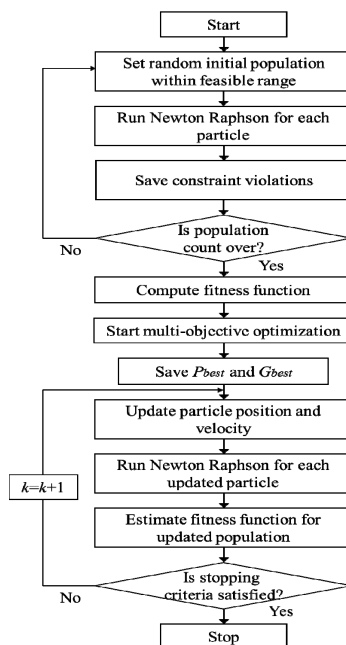 Start
Set random initial population
within feasible range
Run Newton Raphson for each
particle
Save constraint violations
Is population
count over?
No
Yes
Compute fitness function
Start multi-objective optimization
Save Pbest and Gbest
Update particle position and
velocity
k=k+1
Run Newton Raphson for each
updated particle
Estimate fitness function for
updated population
Is stopping
criteria satisfied?
No
Yes
Stop